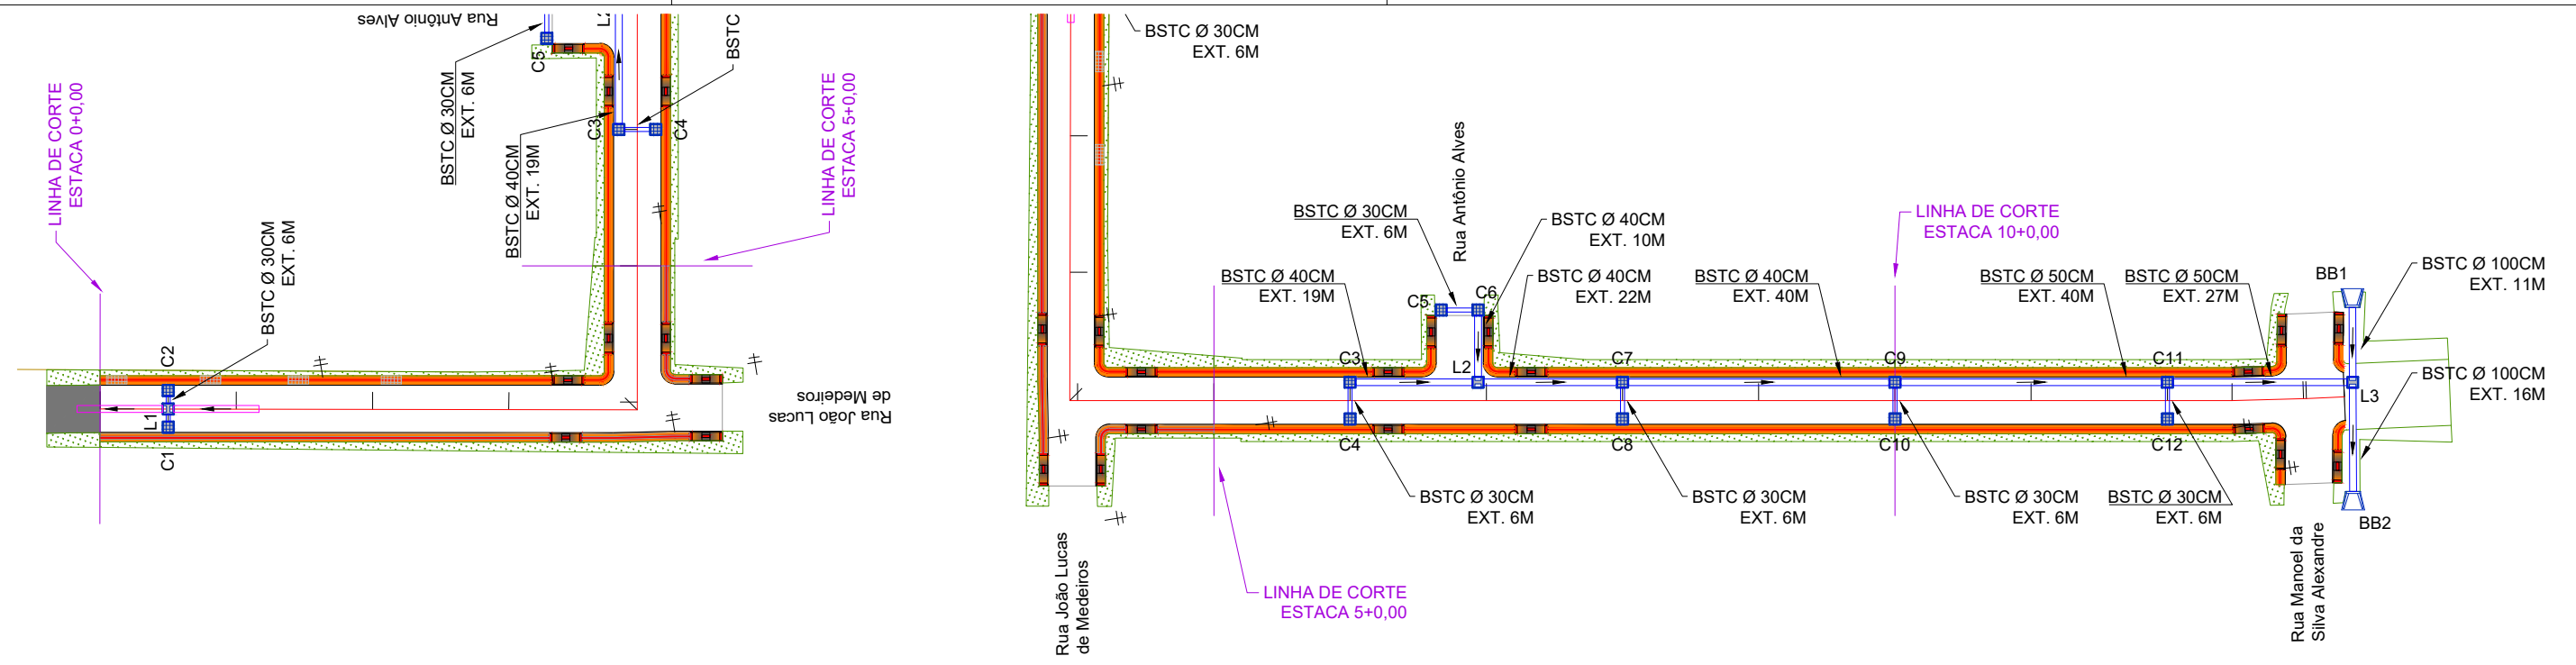 Rua Antônio Alves
L2
BSTC
C5
LINHA DE CORTE
ESTACA 0+0,00
BSTC Ø 30CM
EXT. 6M
BSTC Ø 40CM
EXT. 19M
C3
C4
LINHA DE CORTE
ESTACA 5+0,00
BSTC Ø 30CM
EXT. 6M
C2
L1
C1
Rua João Lucas
de Medeiros
BSTC Ø 30CM
EXT. 6M
Rua Antônio Alves
BSTC Ø 30CM
EXT. 6M
BSTC Ø 40CM
EXT. 10M
LINHA DE CORTE
ESTACA 10+0,00
BSTC Ø 40CM
EXT. 19M
C5
C6
BSTC Ø 40CM
EXT. 22M
BSTC Ø 40CM
EXT. 40M
BSTC Ø 50CM
EXT. 40M
BSTC Ø 50CM
EXT. 27M
BB1
BSTC Ø 100CM
EXT. 11M
C3
L2
C7
C9
C11
L3
BSTC Ø 100CM
EXT. 16M
C4
C8
C10
C12
BSTC Ø 30CM
EXT. 6M
BSTC Ø 30CM
EXT. 6M
BSTC Ø 30CM
EXT. 6M
BSTC Ø 30CM
EXT. 6M
BB2
Rua João Lucas
de Medeiros
LINHA DE CORTE
ESTACA 5+0,00
Rua Manoel da
Silva Alexandre